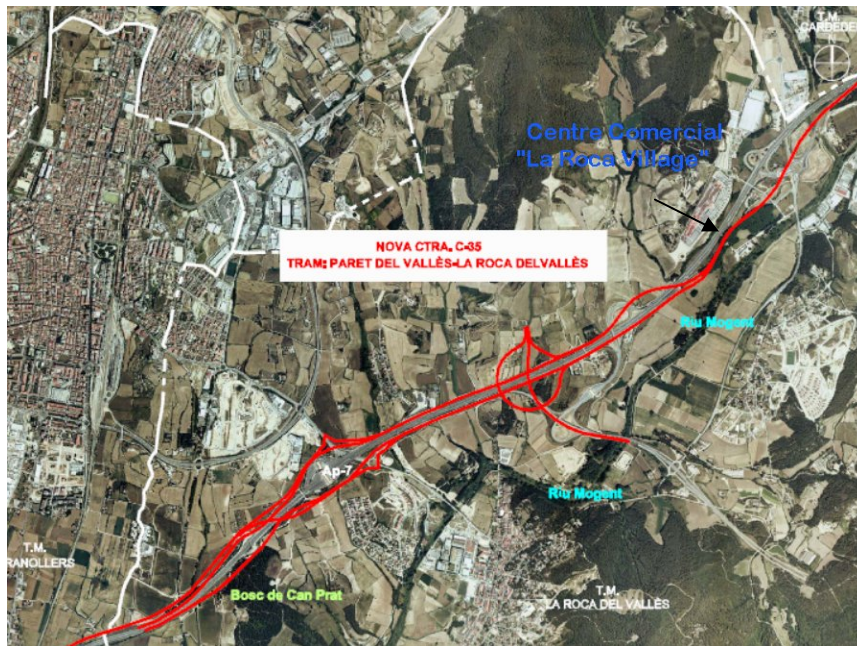 T.M.
CARDEDEU
Centre Comercial
"La Roca Village"
NOVA CTRA. C-35
TRAM: PARET DEL VALLÈS-LA ROCA DELVALLÈS
Riu Mogent
Ap-7
Riu Mogent
T.M.
RANOLLERS
Bosc de Can Prat
T.M.
LA ROCA DEL VALLÈS